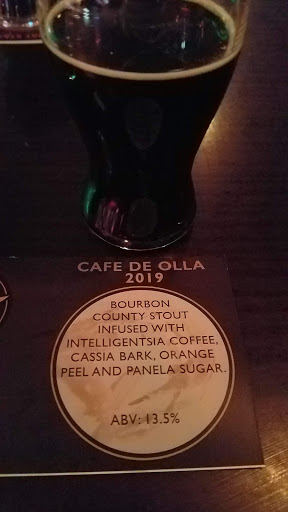 CAFE DE OLLA
2019
BOURBON
COUNTY STOUT
INFUSED WITH
INTELLIGENTSIA COFFEE,
CASSIA BARK, ORANGE
PEEL AND PANELA SUGAR.
ABV: 13.5%